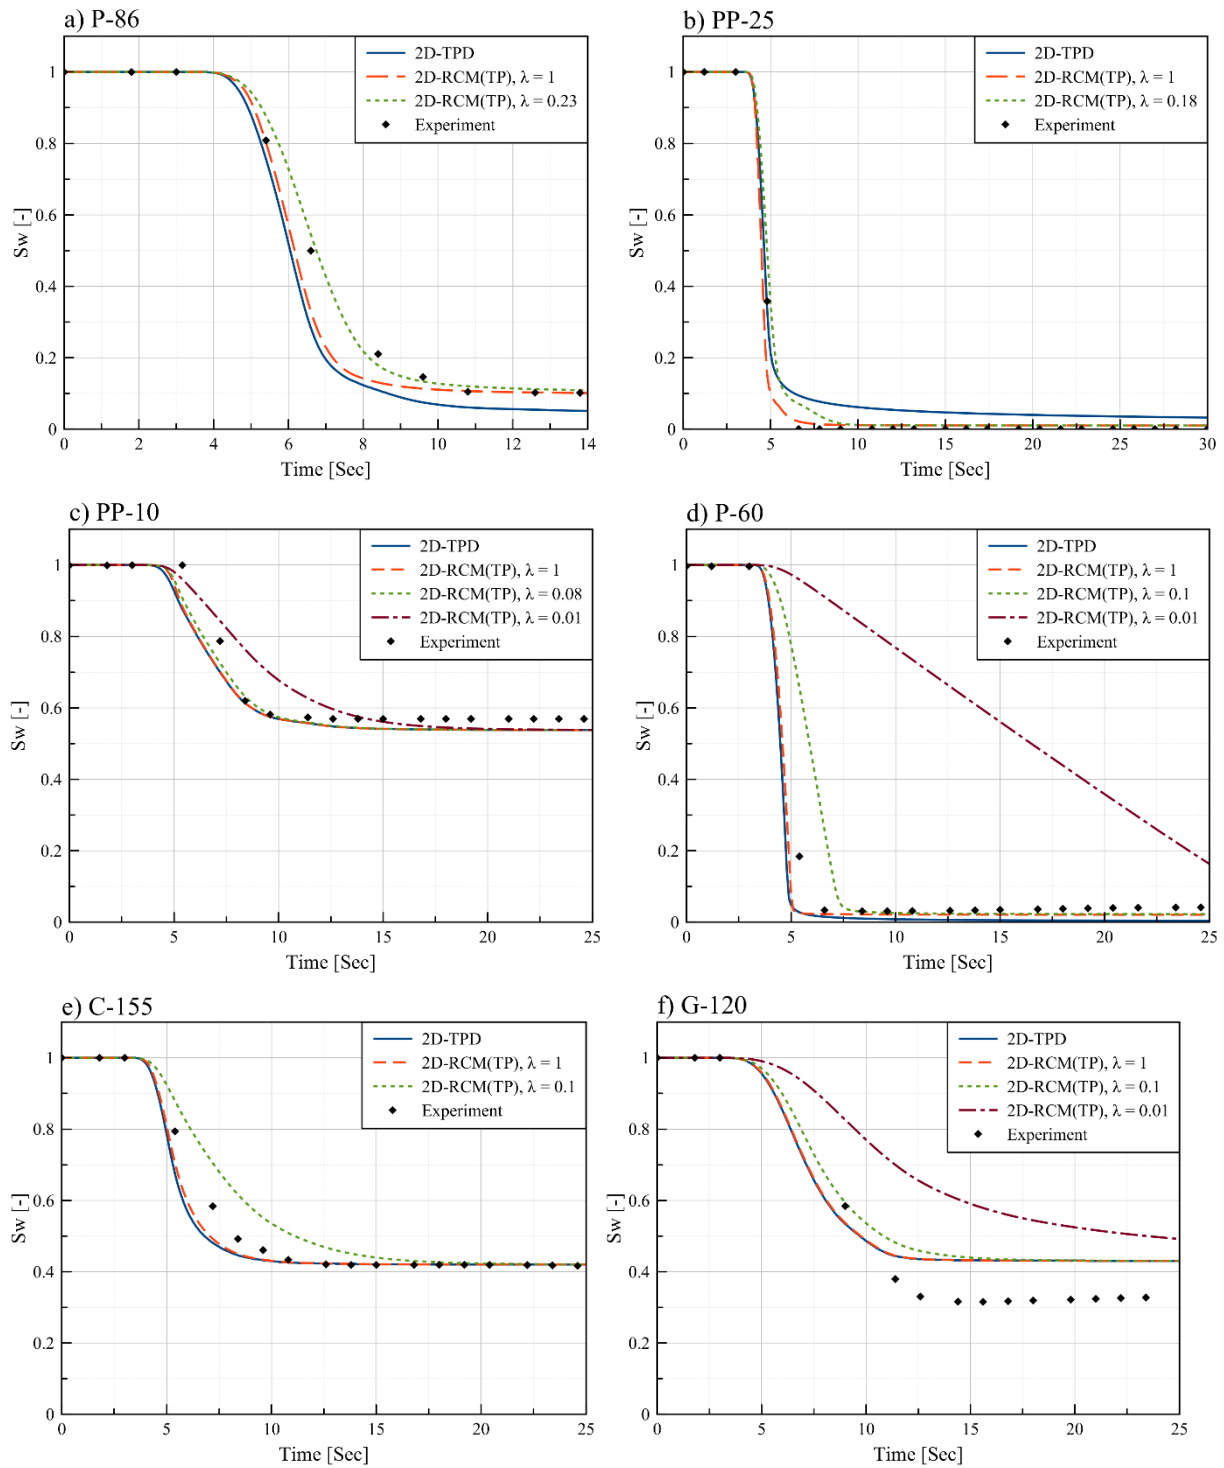 a) P-86
2D-TPD
2D-RCM(TP), λ = 1
2D-RCM(TP), λ = 0.23
Experiment
1
0.8
0.6
0.4
0.2
0
Sw [-]
0 2 4 6 8 10 12 14
Time [Sec]
b) PP-25
2D-TPD
2D-RCM(TP), λ = 1
2D-RCM(TP), λ = 0.18
Experiment
1
0.8
0.6
0.4
0.2
0
Sw [-]
0 5 10 15 20 25 30
Time [Sec]
c) PP-10
2D-TPD
2D-RCM(TP), λ = 1
2D-RCM(TP), λ = 0.08
2D-RCM(TP), λ = 0.01
Experiment
1
0.8
0.6
0.4
0.2
0
Sw [-]
0 5 10 15 20 25
Time [Sec]
d) P-60
2D-TPD
2D-RCM(TP), λ = 1
2D-RCM(TP), λ = 0.1
2D-RCM(TP), λ = 0.01
Experiment
1
0.8
0.6
0.4
0.2
0
Sw [-]
0 5 10 15 20 25
Time [Sec]
e) C-155
2D-TPD
2D-RCM(TP), λ = 1
2D-RCM(TP), λ = 0.1
Experiment
1
0.8
0.6
0.4
0.2
0
Sw [-]
0 5 10 15 20 25
Time [Sec]
f) G-120
2D-TPD
2D-RCM(TP), λ = 1
2D-RCM(TP), λ = 0.1
2D-RCM(TP), λ = 0.01
Experiment
1
0.8
0.6
0.4
0.2
0
Sw [-]
0 5 10 15 20 25
Time [Sec]